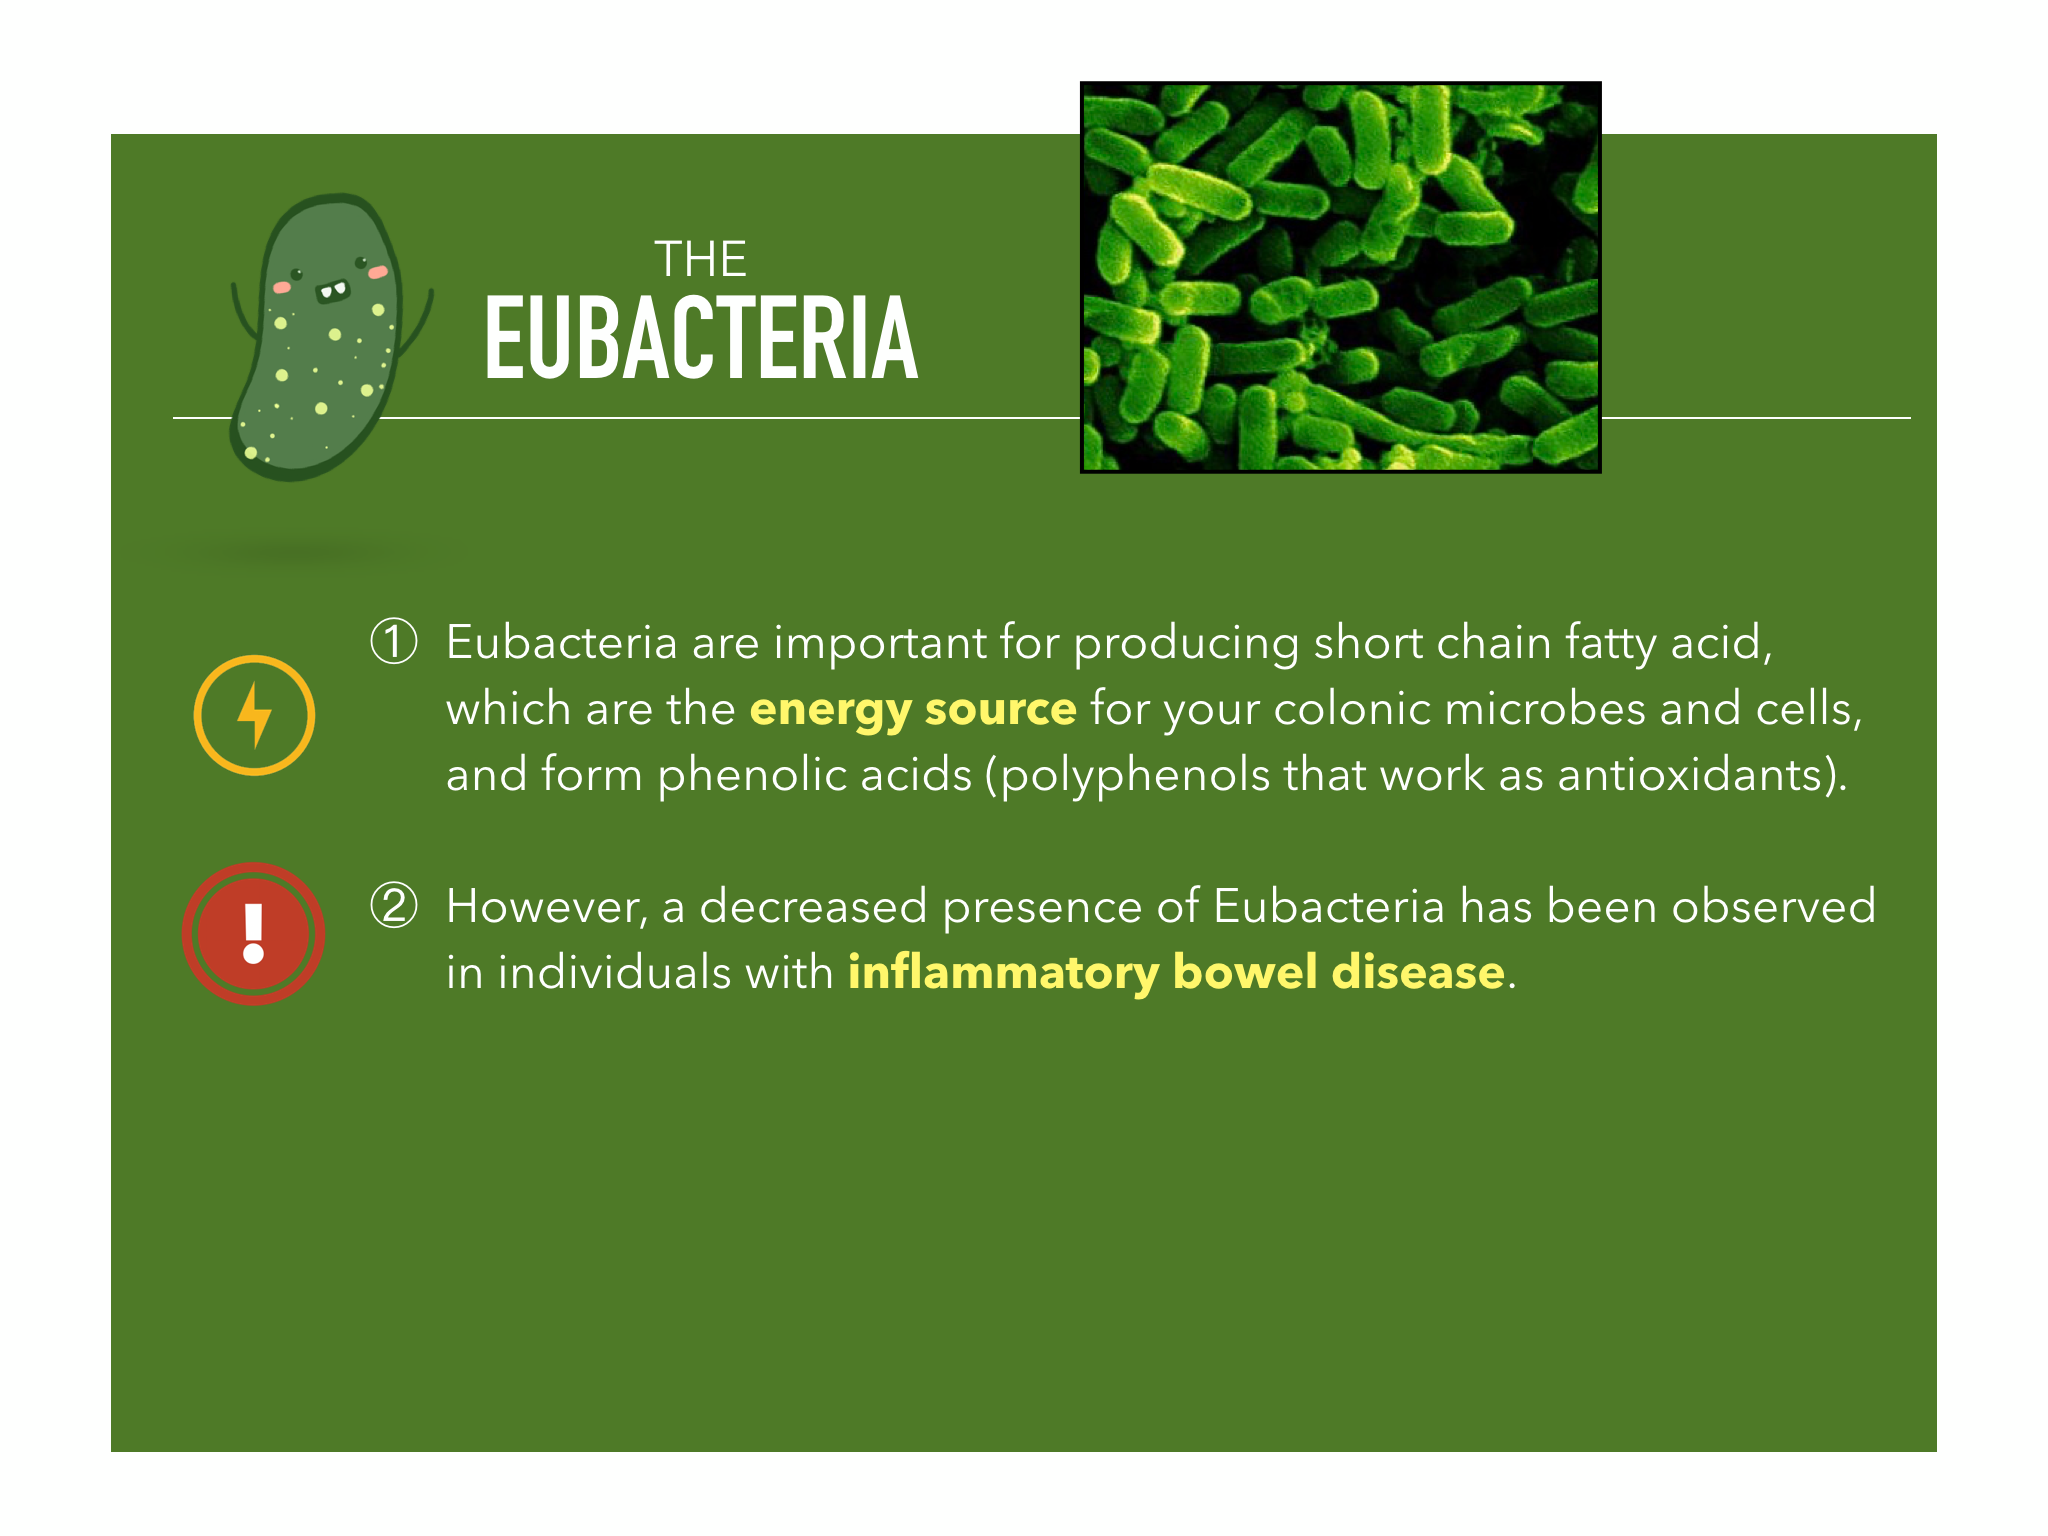 THE
EUBACTERIA
① Eubacteria are important for producing short chain fatty acid,
which are the energy source for your colonic microbes and cells,
and form phenolic acids (polyphenols that work as antioxidants).
② However, a decreased presence of Eubacteria has been observed
in individuals with inflammatory bowel disease.